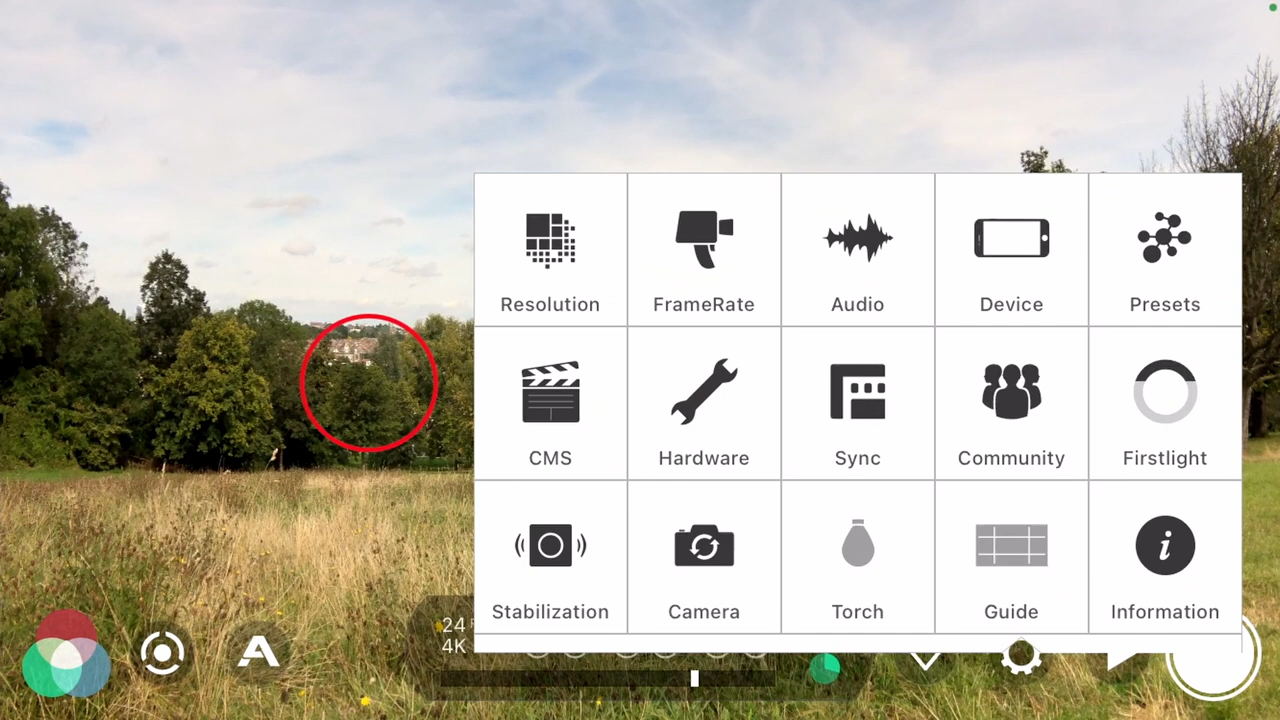 Resolution
FrameRate
Audio
Device
Presets
CMS
Hardware
Sync
Community
Firstlight
Stabilization
Camera
Torch
Guide
Information
24
4K